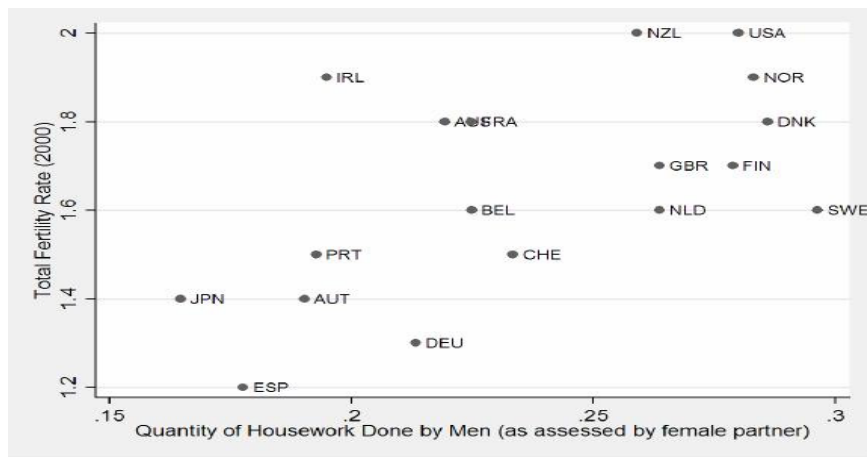 Total Fertility Rate (2000)
2
1.8
1.6
1.4
1.2
NZL USA
IRL NOR
AUS FRA DNK
GBR FIN
BEL NLD SWE
PRT CHE
JPN AUT
DEU
ESP
.15 .2 .25 .3
Quantity of Housework Done by Men (as assessed by female partner)